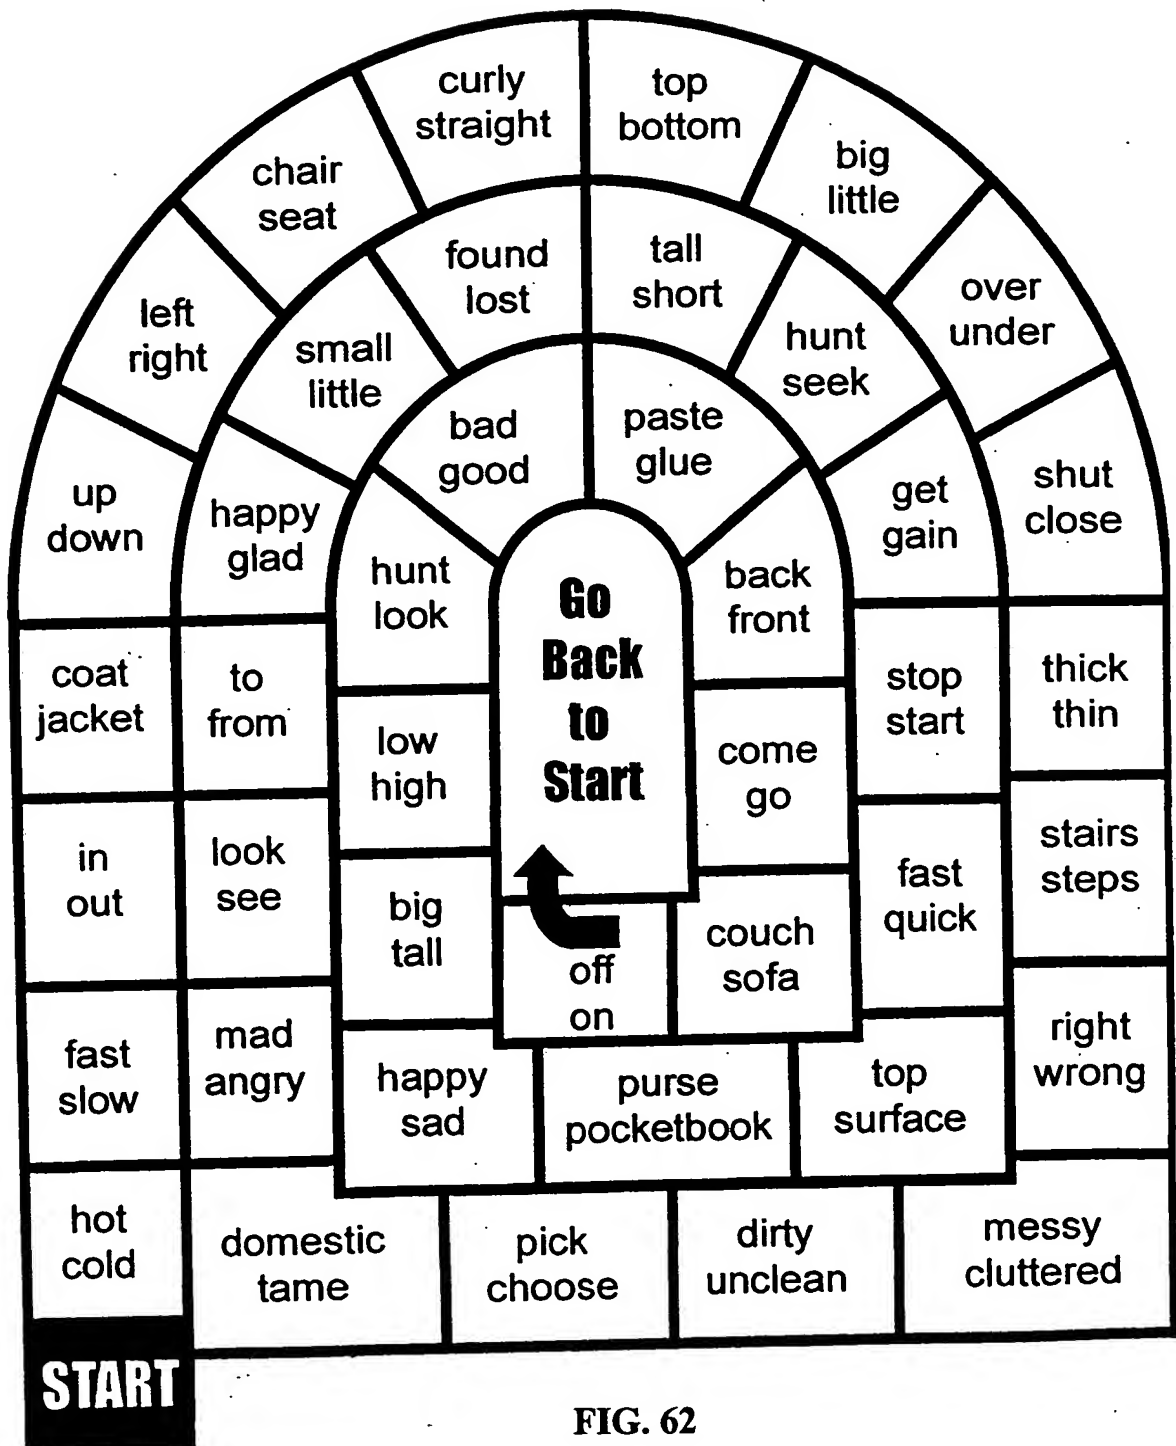 START
hot
cold
fast
slow
in
out
coat
jacket
up
down
left
right
chair
seat
curly
straight
top
bottom
big
little
over
under
shut
close
thick
thin
stairs
steps
right
wrong
messy
cluttered
dirty
unclean
pick
choose
domestic
tame
mad
angry
look
see
to
from
happy
glad
small
little
found
lost
tall
short
hunt
seek
get
gain
stop
start
fast
quick
top
surface
purse
pocketbook
happy
sad
big
tall
low
high
hunt
look
bad
good
paste
glue
back
front
come
go
couch
sofa
off
on
Go
Back
to
Start
FIG. 62